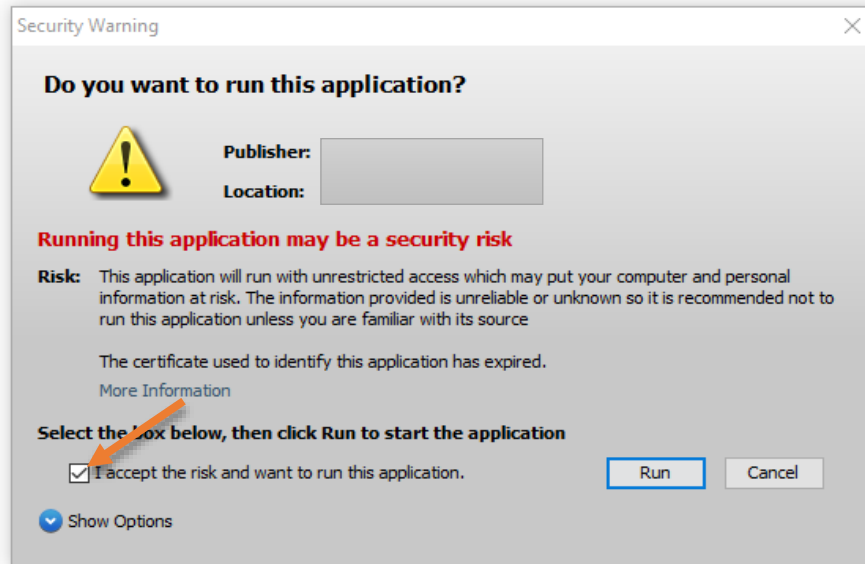 Security Warning
Do you want to run this application?
Publisher:
Location:
Running this application may be a security risk
Risk: This application will run with unrestricted access which may put your computer and personal
information at risk. The information provided is unreliable or unknown so it is recommended not to
run this application unless you are familiar with its source
The certificate used to identify this application has expired.
More Information
Select the box below, then click Run to start the application
I accept the risk and want to run this application. Run Cancel
Show Options